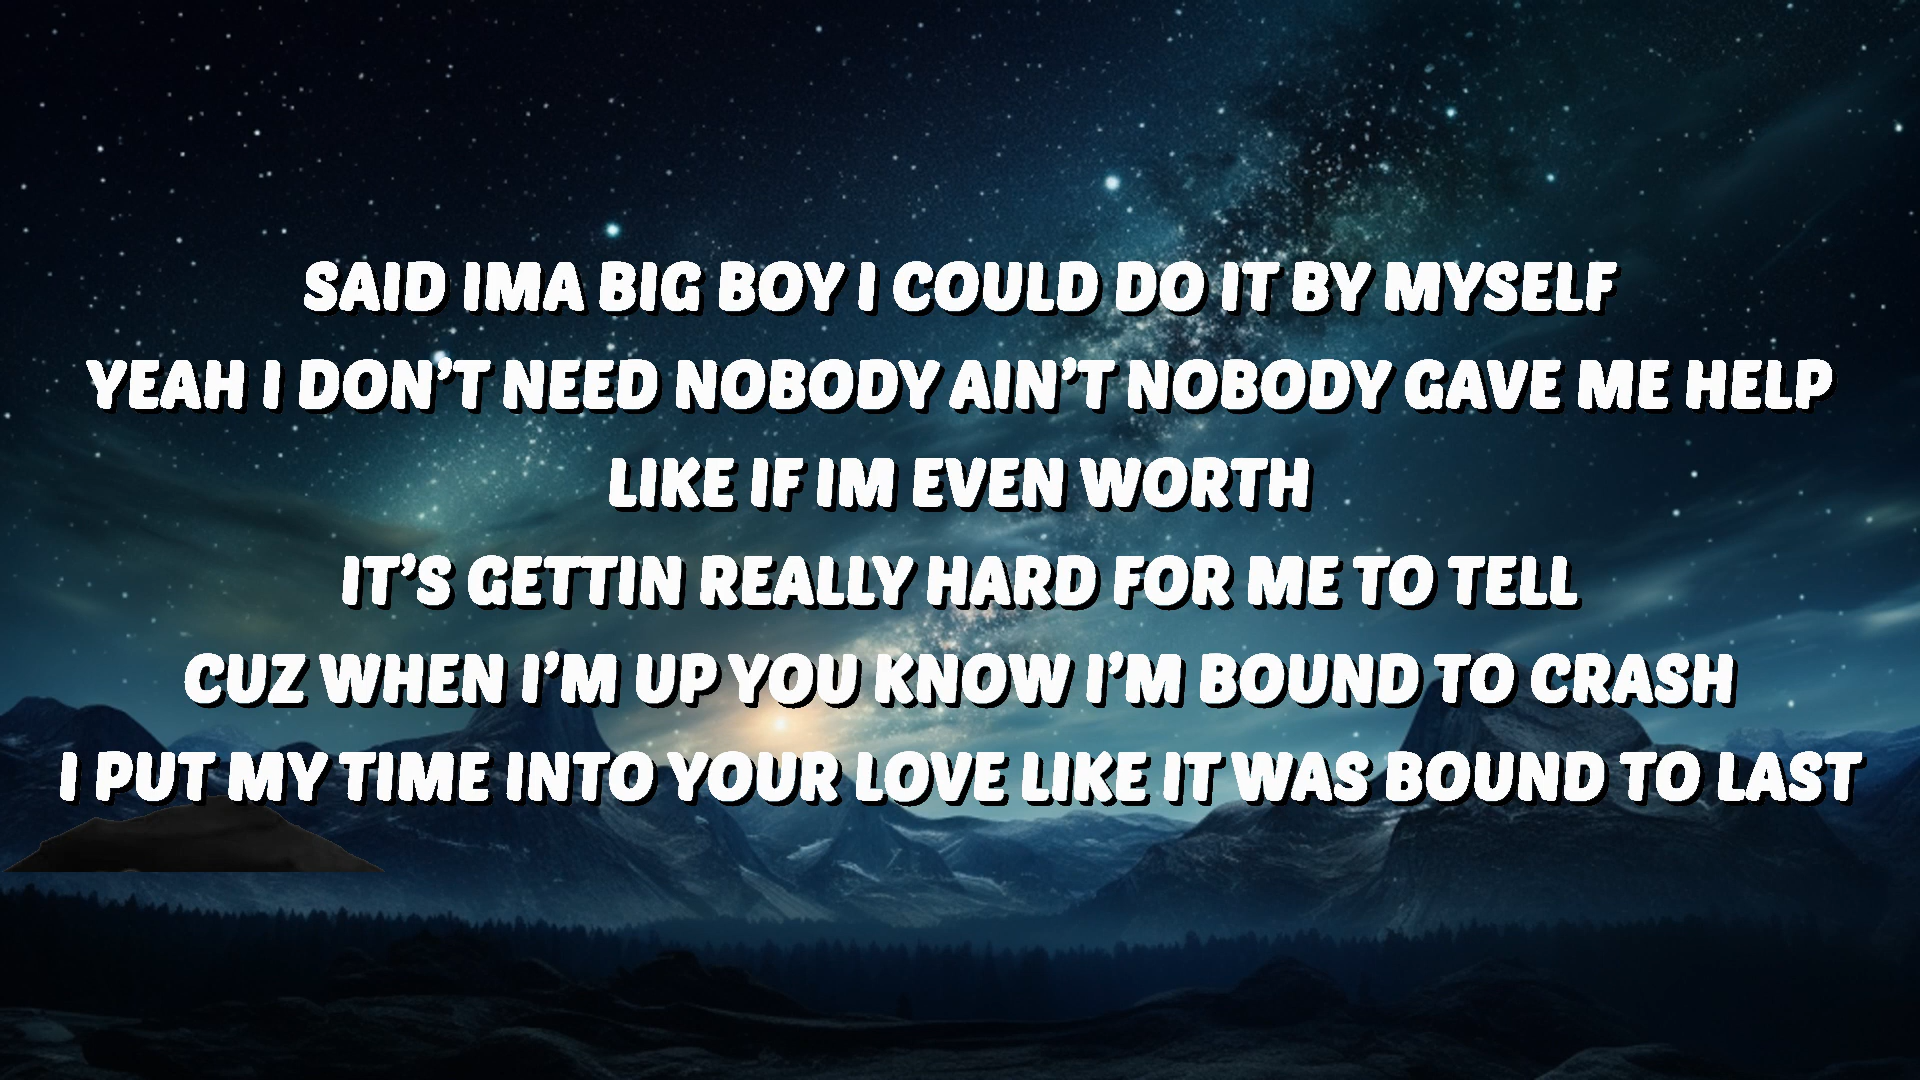 SAID IMA BIG BOY I COULD DO IT BY MYSELF
YEAH I DON’T NEED NOBODY AIN’T NOBODY GAVE ME HELP
LIKE IF IM EVEN WORTH
IT’S GETTIN REALLY HARD FOR ME TO TELL
CUZ WHEN I’M UP YOU KNOW I’M BOUND TO CRASH
I PUT MY TIME INTO YOUR LOVE LIKE IT WAS BOUND TO LAST